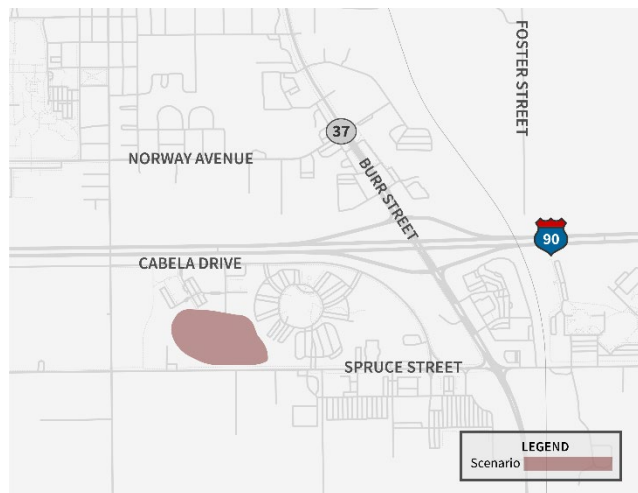 FOSTER STREET
37
NORWAY AVENUE
BURR STREET
90
CABELA DRIVE
SPRUCE STREET
LEGEND
Scenario